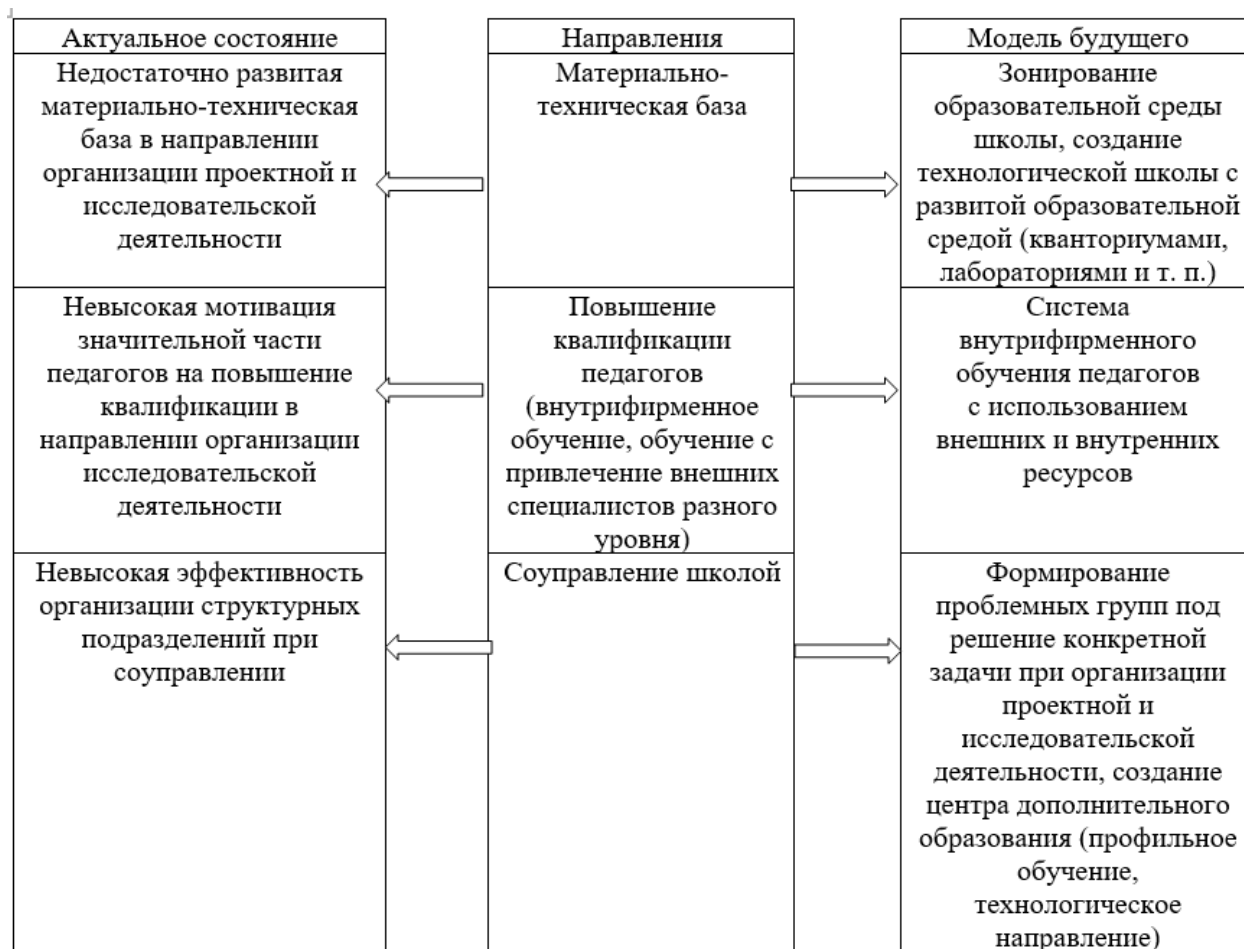 Актуальное состояние
Направления
Модель будущего
Недостаточно развитая
материально-техническая
база в направлении
организации проектной и
исследовательской
деятельности
Материально-
техническая база
Зонирование
образовательной среды
школы, создание
технологической школы с
развитой образовательной
средой (кванториумами,
лабораториями и т. п.)
Невысокая мотивация
значительной части
педагогов на повышение
квалификации в
направлении организации
исследовательской
деятельности
Повышение
квалификации
педагогов
(внутрифирменное
обучение, обучение с
привлечение внешних
специалистов разного
уровня)
Система
внутрифирменного
обучения педагогов
с использованием
внешних и внутренних
ресурсов
Невысокая эффективность
организации структурных
подразделений при
соуправлении
Соуправление школой
Формирование
проблемных групп под
решение конкретной
задачи при организации
проектной и
исследовательской
деятельности, создание
центра дополнительного
образования (профильное
обучение,
технологическое
направление)